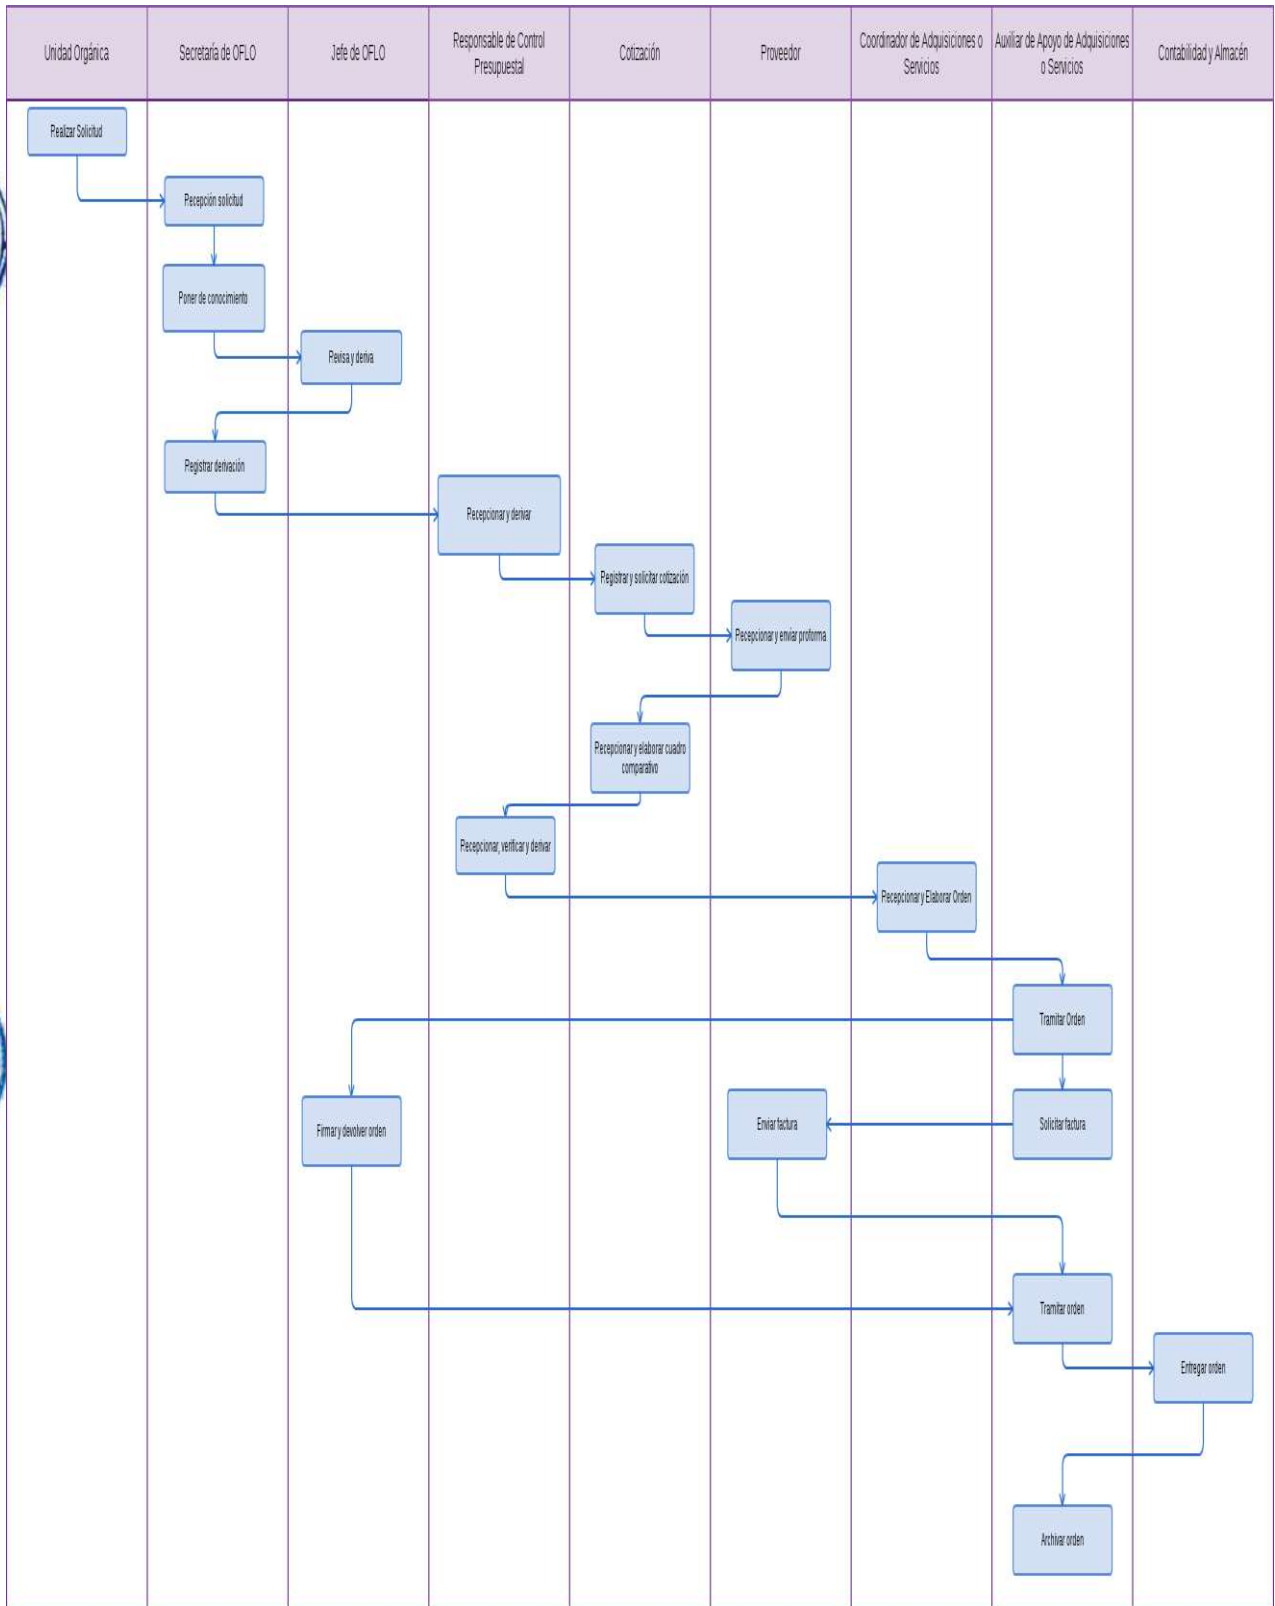 Unidad Orgánica
Secretaría de OFLO
Jefe de OFLO
Responsable de Control
Presupuestal
Cotización
Proveedor
Coordinador de Adquisiciones o
Servicios
Auxiliar de Apoyo de Adquisiciones
o Servicios
Contabilidad y Almacén
Realizar Solicitud
Recepción solicitud
Poner de conocimiento
Revisa y deriva
Registrar derivación
Recepcionar y derivar
Registrar y solicitar cotización
Recepcionar y enviar proforma
Recepcionar y elaborar cuadro
comparativo
Recepcionar, verificar y derivar
Recepcionar y Elaborar Orden
Tramitar Orden
Firmar y devolver orden
Enviar factura
Solicitar factura
Tramitar orden
Entregar orden
Archivar orden